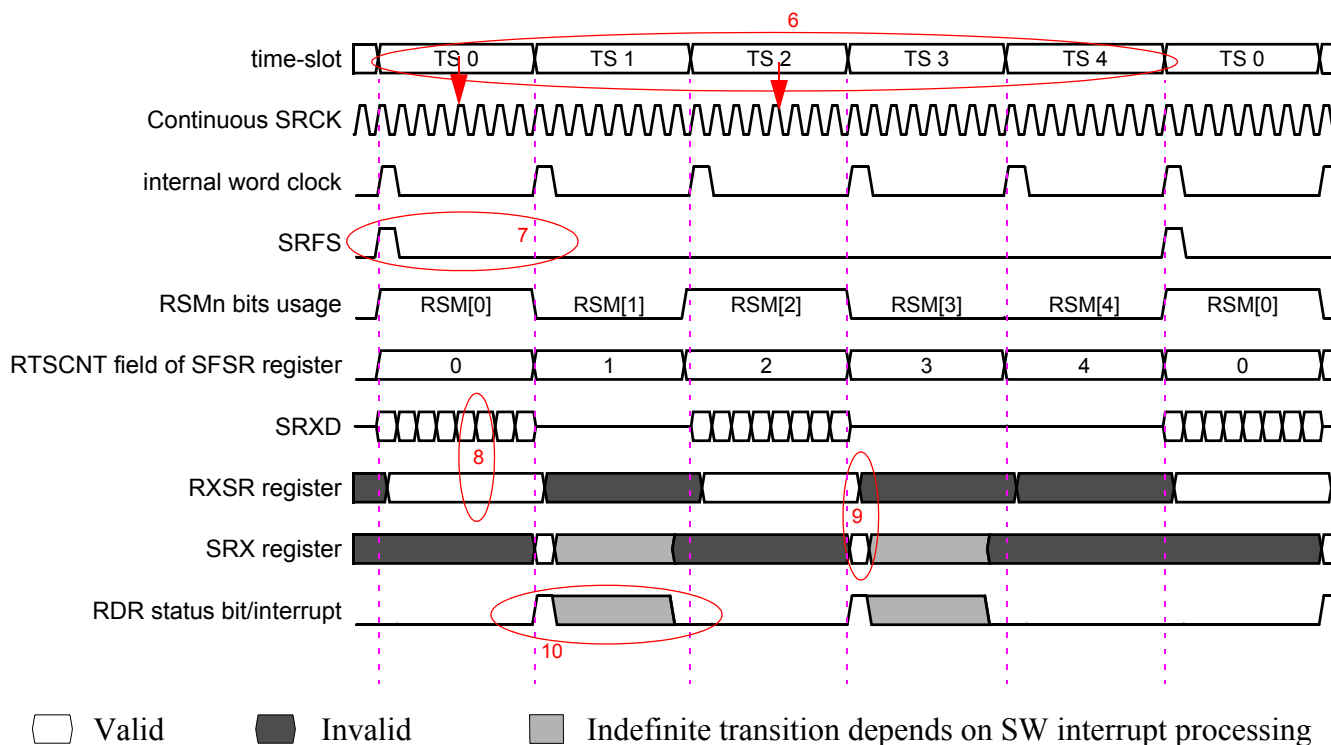 6
time-slot TS 0 TS 1 TS 2 TS 3 TS 4 TS 0
Continuous SRCK
internal word clock
SRFS 7
RSMn bits usage RSM[0] RSM[1] RSM[2] RSM[3] RSM[4] RSM[0]
RTSCNT field of SFSR register 0 1 2 3 4 0
SRXD
8
RXSR register
9
SRX register
RDR status bit/interrupt
10
Valid Invalid Indefinite transition depends on SW interrupt processing